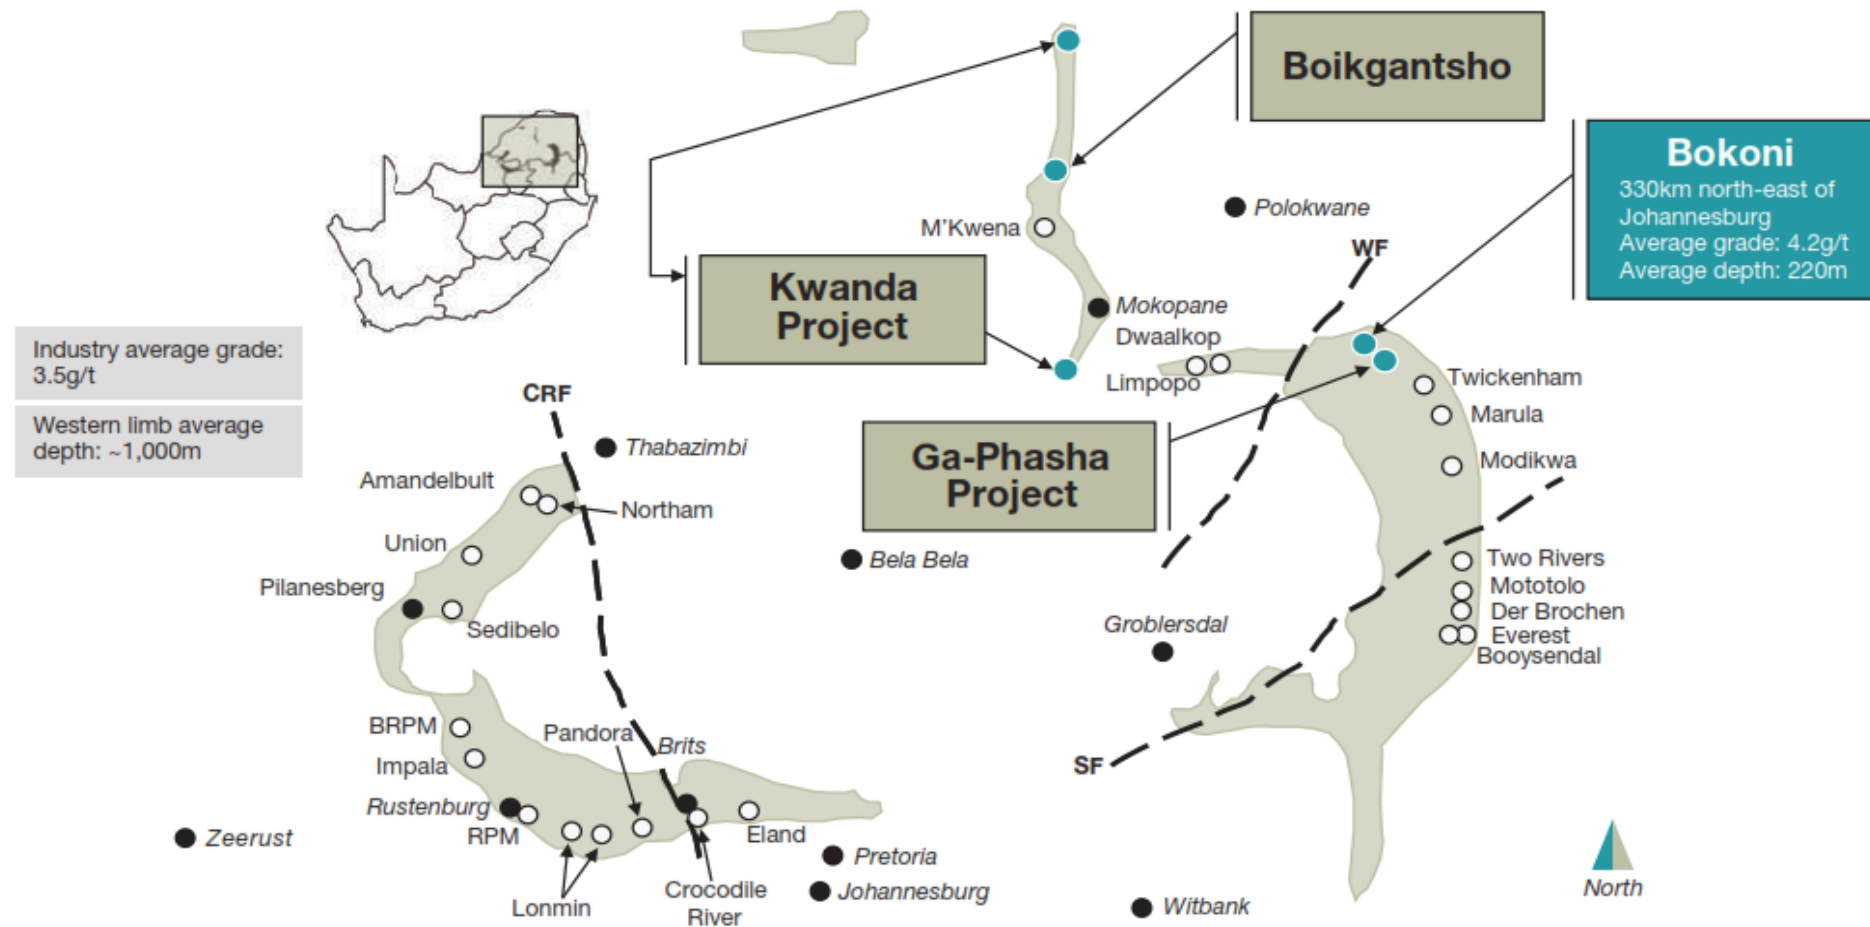 Boikgantsho
Bokoni
330km north-east of
Johannesburg
Average grade: 4.2g/t
Average depth: 220m
Polokwane
M'Kwena
WF
Kwanda
Project
Mokopane
Dwaalkop
Limpopo
Industry average grade:
3.5g/t
Western limb average
depth: ~1,000m
CRF
Thabazimbi
Amandelbult
Northam
Union
Pilanesberg
Sedibelo
Ga-Phasha
Project
Bela Bela
Twickenham
Marula
Modikwa
Two Rivers
Mototolo
Der Brochen
Everest
Booysendal
Groblersdal
SF
BRPM
Impala
Pandora
Brits
Rustenburg
RPM
Zeerust
Lonmin
Crocodile
River
Eland
Pretoria
Johannesburg
Witbank
North